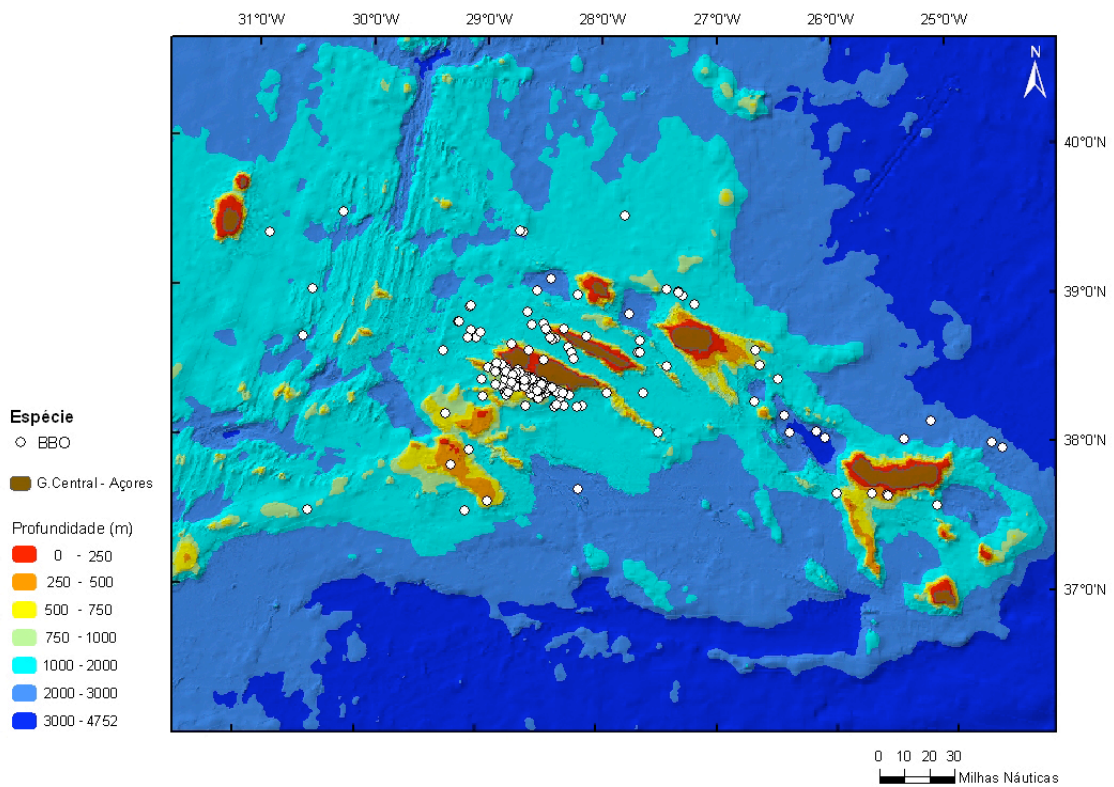 31°0'W 30°0'W 29°0'W 28°0'W 27°0'W 26°0'W 25°0'W
N
40°0'N
39°0'N
38°0'N
37°0'N
Espécie
BBO
G.Central - Açores
Profundidade (m)
0 - 250
250 - 500
500 - 750
750 - 1000
1000 - 2000
2000 - 3000
3000 - 4752
0 10 20 30
Milhas Náuticas